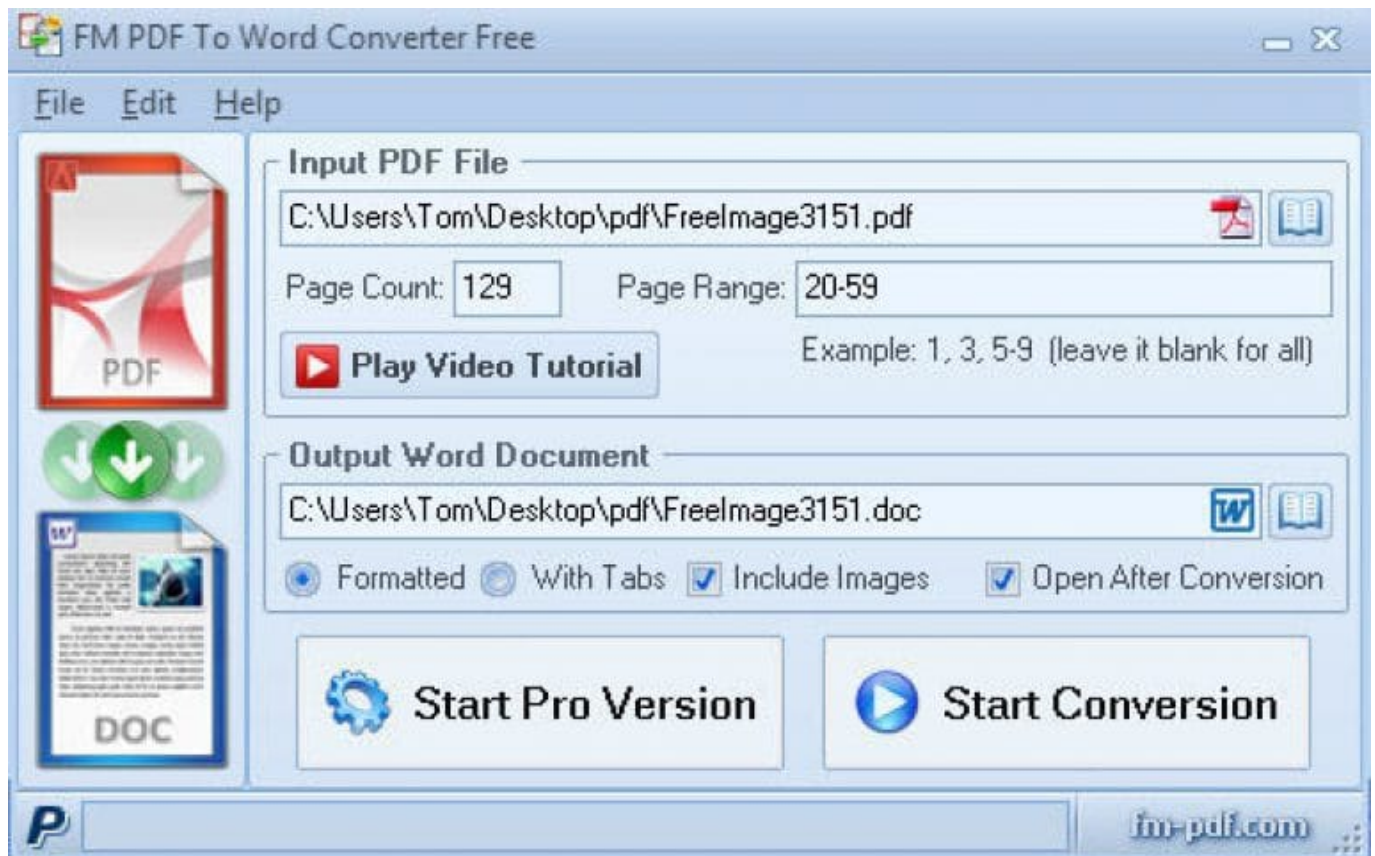 FM PDF To Word Converter Free
File Edit Help
Input PDF File
C:\Users\Tom\Desktop\pdf\FreeImage3151.pdf
Page Count: 129 Page Range: 20-59
Example: 1, 3, 5-9 (leave it blank for all)
Play Video Tutorial
PDF
Output Word Document
C:\Users\Tom\Desktop\pdf\FreeImage3151.doc
W
W
Formatted With Tabs Include Images Open After Conversion
Start Pro Version Start Conversion
DOC
P
fm-pdf.com